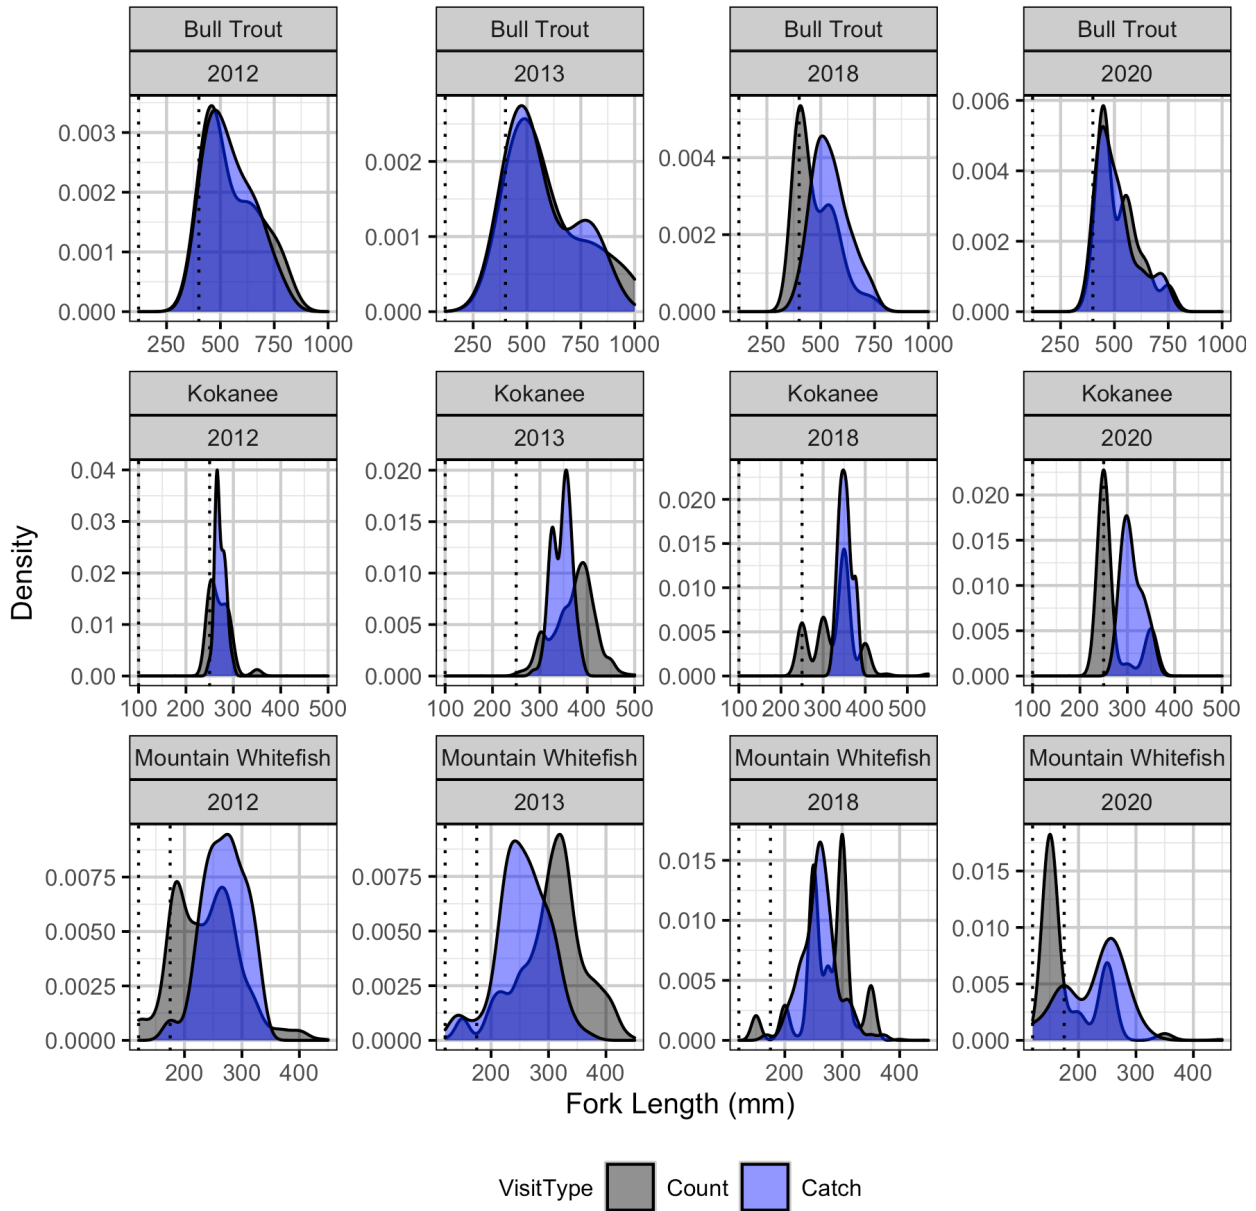 Bull Trout Bull Trout Bull Trout Bull Trout
2012 2013 2018 2020
0.003 0.002 0.001 0.000
0.002 0.001 0.000
0.004 0.002 0.000
0.006 0.004 0.002 0.000
250 500 750 1000 250 500 750 1000 250 500 750 1000 250 500 750 1000
Kokanee Kokanee Kokanee Kokanee
2012 2013 2018 2020
0.04 0.03 0.02 0.01 0.00
0.020 0.015 0.010 0.005 0.000
0.020 0.015 0.010 0.005 0.000
0.020 0.015 0.010 0.005 0.000
100 200 300 400 500 100 200 300 400 500 100 200 300 400 500 100 200 300 400 500
Density
Mountain Whitefish Mountain Whitefish Mountain Whitefish Mountain Whitefish
2012 2013 2018 2020
0.0075 0.0050 0.0025 0.0000
0.0075 0.0050 0.0025 0.0000
0.015 0.010 0.005 0.000
0.015 0.010 0.005 0.000
200 300 400 200 300 400 200 300 400 200 300 400
Fork Length (mm)
VisitType Count Catch